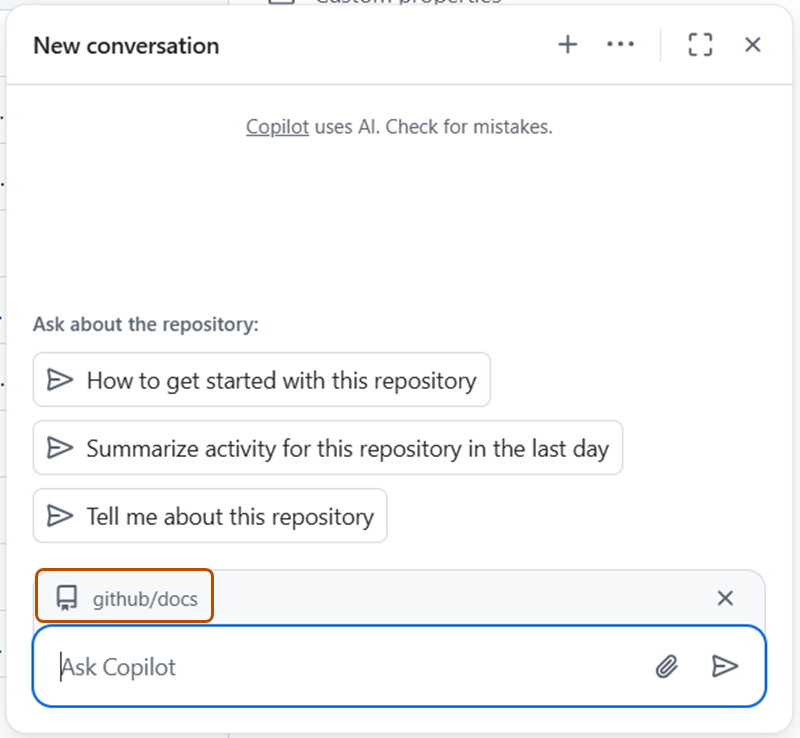 Custom properties
New conversation
Copilot uses AI. Check for mistakes.
Ask about the repository:
How to get started with this repository
Summarize activity for this repository in the last day
Tell me about this repository
github/docs
Ask Copilot